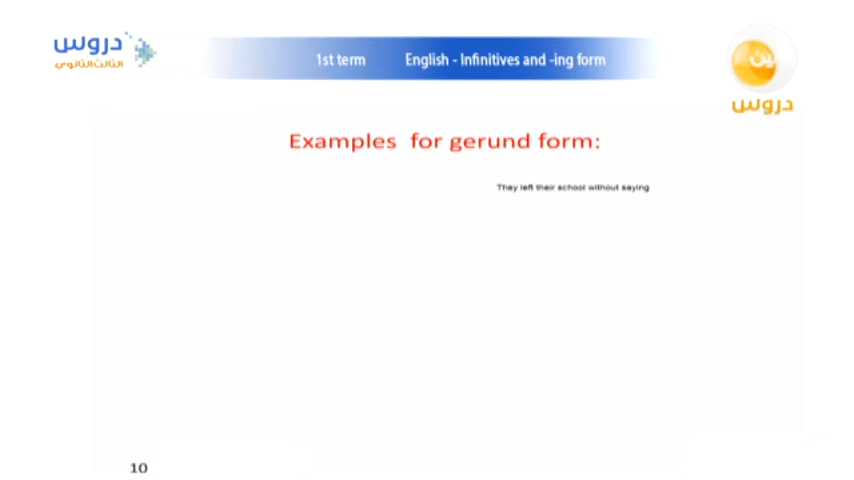 دروس
الثالث الثانوي
1st term English - Infinitives and -ing form
عين
دروس
Examples for gerund form:
They left their school without saying
10